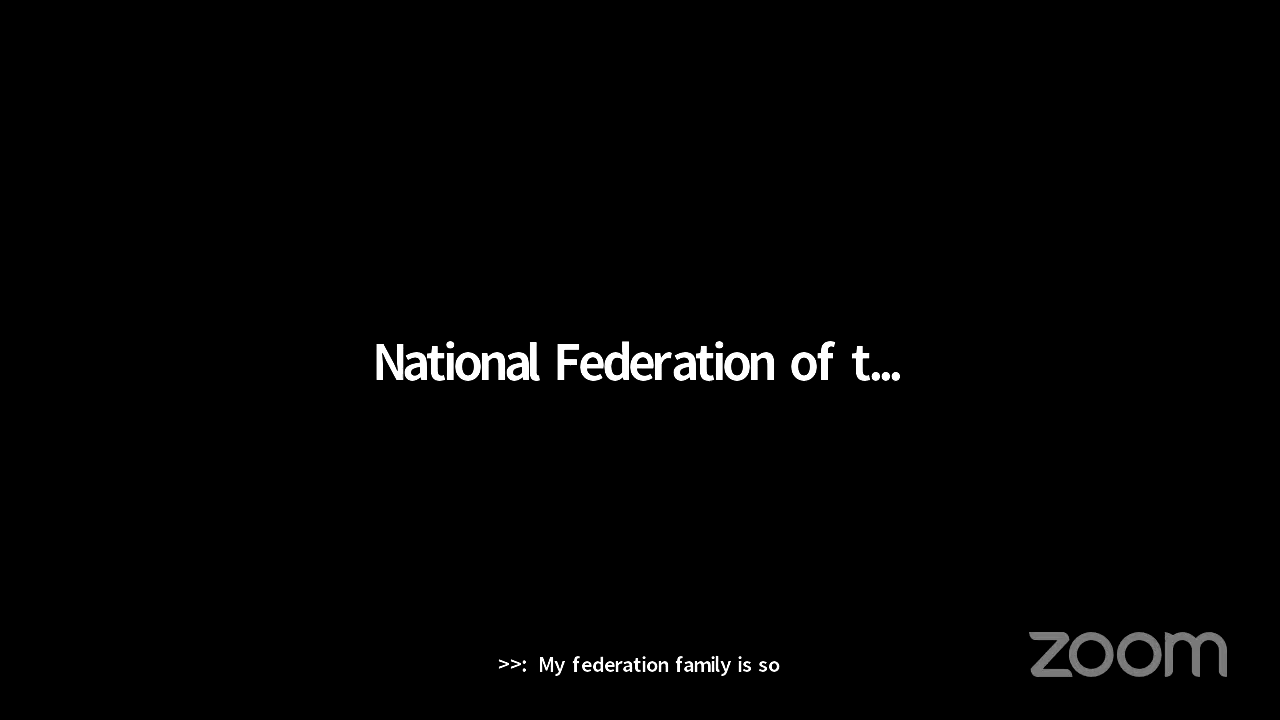 National Federation of t...
>>: My federation family is so
zoom